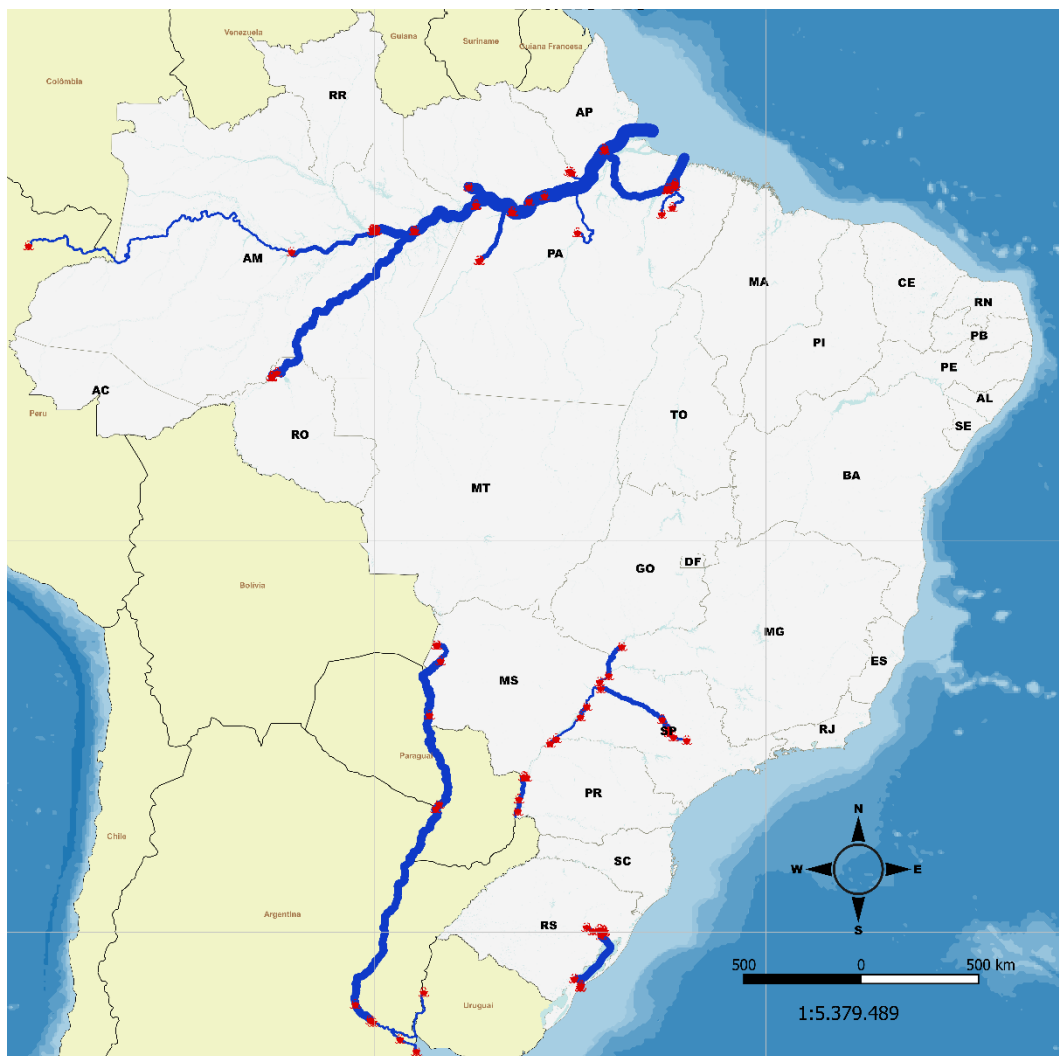 Venezuela
Guiana
Suriname
Guiana Francesa
Colômbia
RR
AP
AM
PA
MA
CE
RN
PB
PI
PE
AL
SE
AC
Peru
TO
RO
BA
MT
DF
GO
Bolívia
MG
ES
MS
RJ
SP
Paraguai
PR
N
Chile
SC
W
E
Argentina
RS
S
500
0
500 km
Uruguai
1:5.379.489